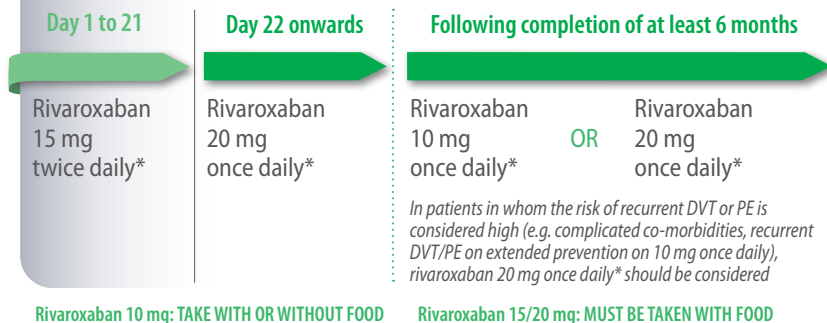 Day 1 to 21
Day 22 onwards
Following completion of at least 6 months
Rivaroxaban
15 mg
twice daily*
Rivaroxaban
20 mg
once daily*
Rivaroxaban
10 mg
once daily*
OR
Rivaroxaban
20 mg
once daily*
In patients in whom the risk of recurrent DVT or PE is
considered high (e.g. complicated co-morbidities, recurrent
DVT/PE on extended prevention on 10 mg once daily),
rivaroxaban 20 mg once daily* should be considered
Rivaroxaban 10 mg: TAKE WITH OR WITHOUT FOOD
Rivaroxaban 15/20 mg: MUST BE TAKEN WITH FOOD